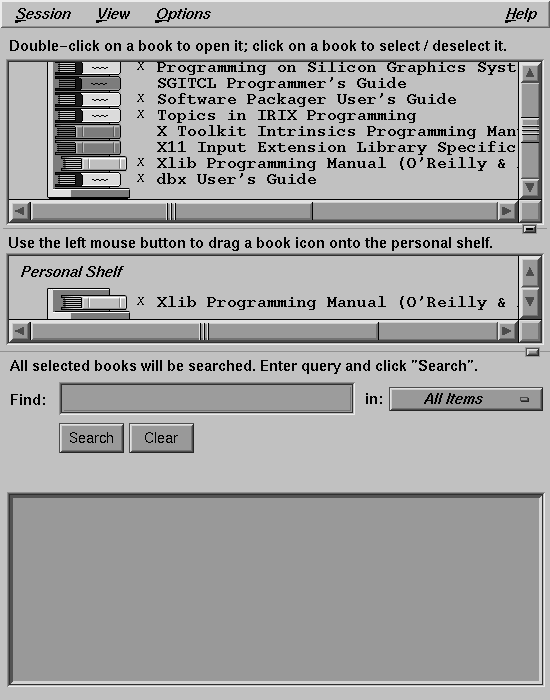 Session View Options Help
Double-click on a book to open it; click on a book to select / deselect it.
X Programming on Silicon Graphics Syst
SGITCL Programmer's Guide
X Software Packager User's Guide
X Topics in IRIX Programming
X Toolkit Intrinsics Programming Man
X11 Input Extension Library Specific
X Xlib Programming Manual (O'Reilly &
X dbx User's Guide
Use the left mouse button to drag a book icon onto the personal shelf.
Personal Shelf
X Xlib Programming Manual (O'Reilly &
All selected books will be searched. Enter query and click "Search".
Find: in: All Items
Search Clear